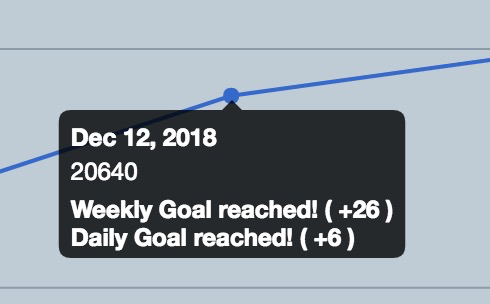 Dec 12, 2018
20640
Weekly Goal reached! ( +26 )
Daily Goal reached! ( +6 )